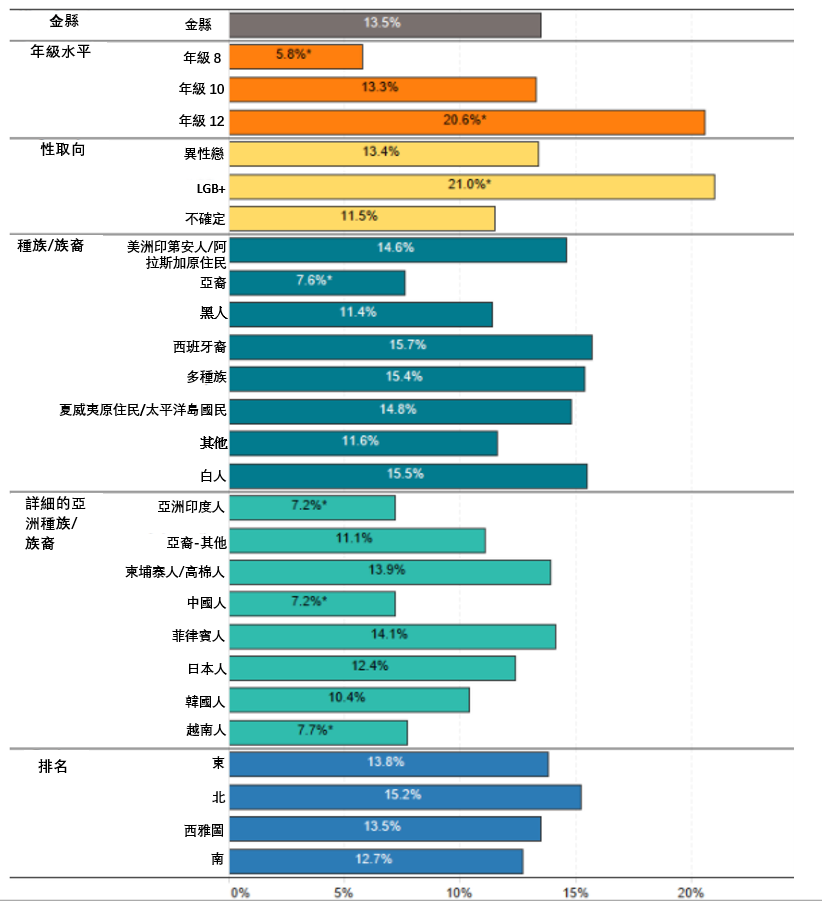 金縣
金縣
13.5%
年級水平
年級 8
5.8%*
年級 10
13.3%
年級 12
20.6%*
性取向
異性戀
13.4%
LGB+
21.0%*
不確定
11.5%
種族/族裔
美洲印第安人/阿
拉斯加原住民
14.6%
亞裔
7.6%*
黑人
11.4%
西班牙裔
15.7%
多種族
15.4%
夏威夷原住民/太平洋島國民
14.8%
其他
11.6%
白人
15.5%
詳細的亞
洲種族/
族裔
亞洲印度人
7.2%*
亞裔-其他
11.1%
柬埔寨人/高棉人
13.9%
中國人
7.2%*
菲律賓人
14.1%
日本人
12.4%
韓國人
10.4%
越南人
7.7%*
排名
東
13.8%
北
15.2%
西雅圖
13.5%
南
12.7%
0%
5%
10%
15%
20%